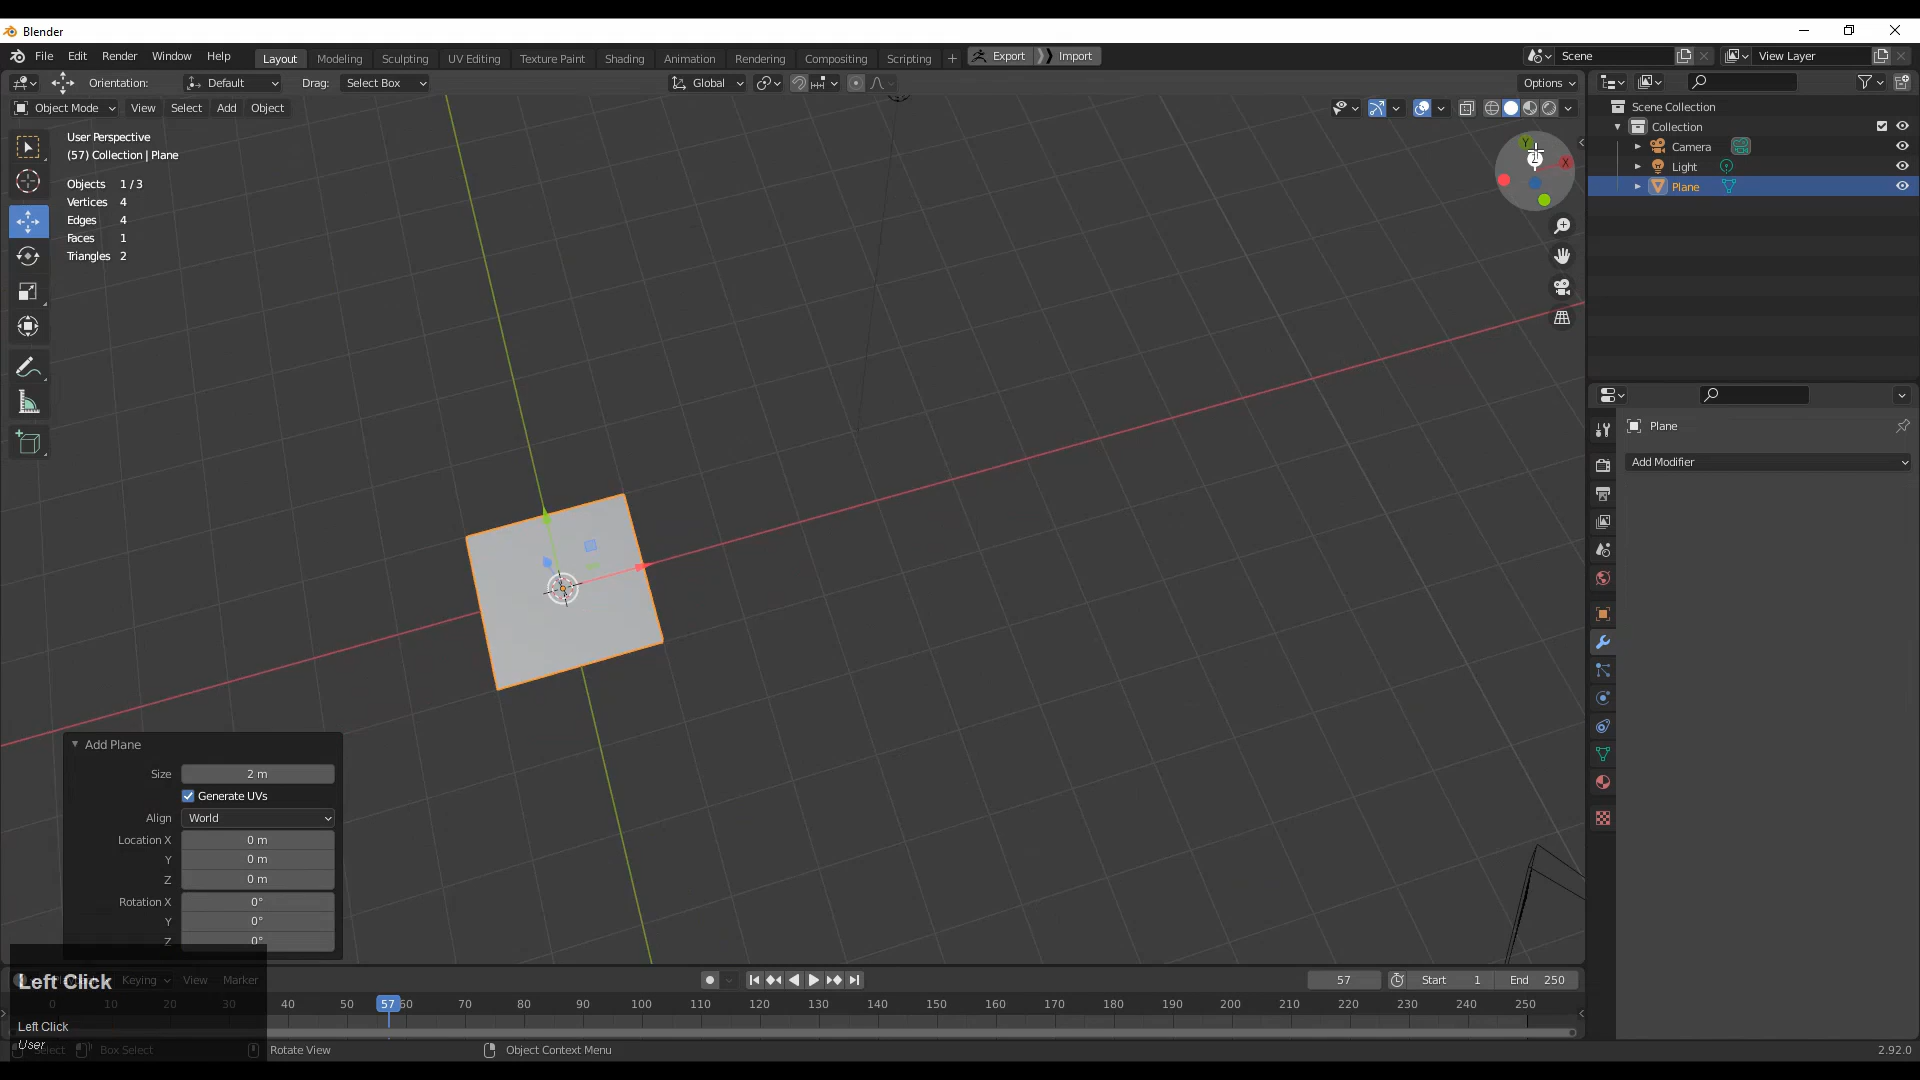 Blender
File Edit Render Window Help Layout Modeling Sculpting UV Editing Texture Paint Shading Animation Rendering Compositing Scripting + Export Import Scene View Layer
Orientation: Default Drag: Select Box Global Options
Object Mode View Select Add Object
User Perspective
(57) Collection | Plane
Objects 1 / 3
Vertices 4
Edges 4
Faces 1
Triangles 2
Y
Z
X
Scene Collection
Collection
Camera
Light
Plane
Plane
Add Modifier
Add Plane
Size 2 m
Generate UVs
Align World
Location X 0 m
Y 0 m
Z 0 m
Rotation X 0°
Y 0°
Z 0°
Left Click
Left Click
User
Keying View Marker
57 Start 1 End 250
0 10 20 30 40 50 57 60 70 80 90 100 110 120 130 140 150 160 170 180 190 200 210 220 230 240 250
Select Box Select Rotate View Object Context Menu 2.92.0